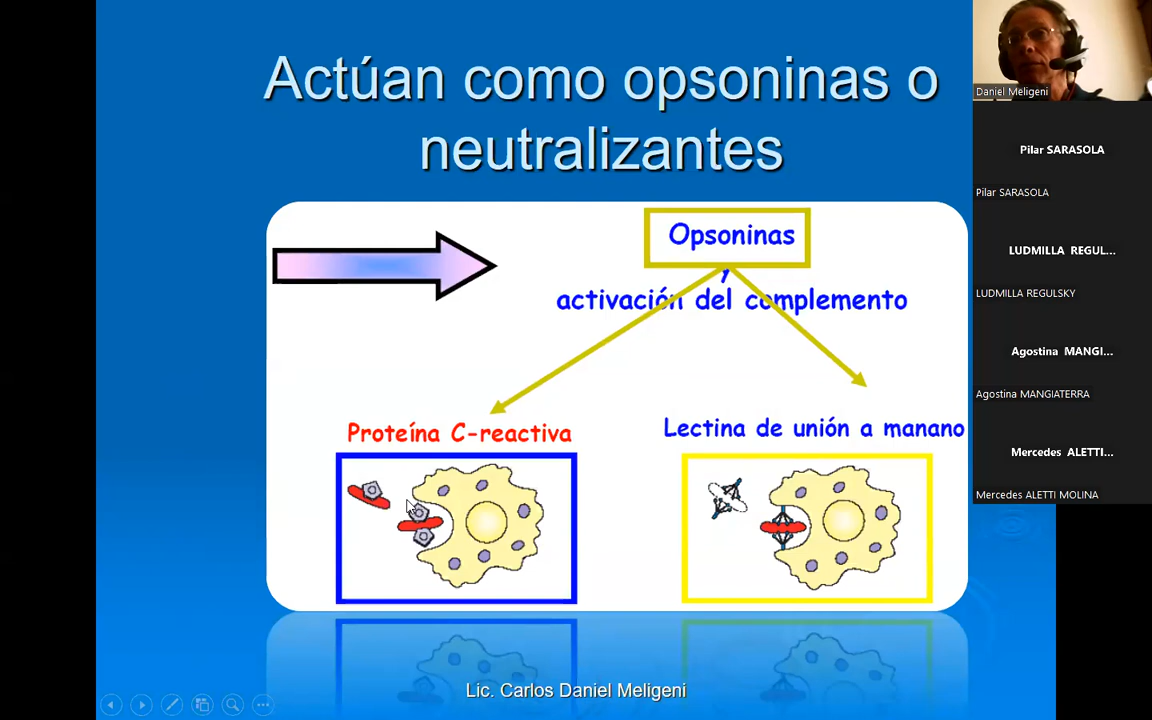 Actúan como opsoninas o
neutralizantes
Opsoninas
y
activación del complemento
Proteína C-reactiva
Lectina de unión a manano
Lic. Carlos Daniel Meligeni
Daniel Meligeni
Pilar SARASOLA
Pilar SARASOLA
LUDMILLA REGUL...
LUDMILLA REGULSKY
Agostina MANGI...
Agostina MANGIATERRA
Mercedes ALETTI...
Mercedes ALETTI MOLINA